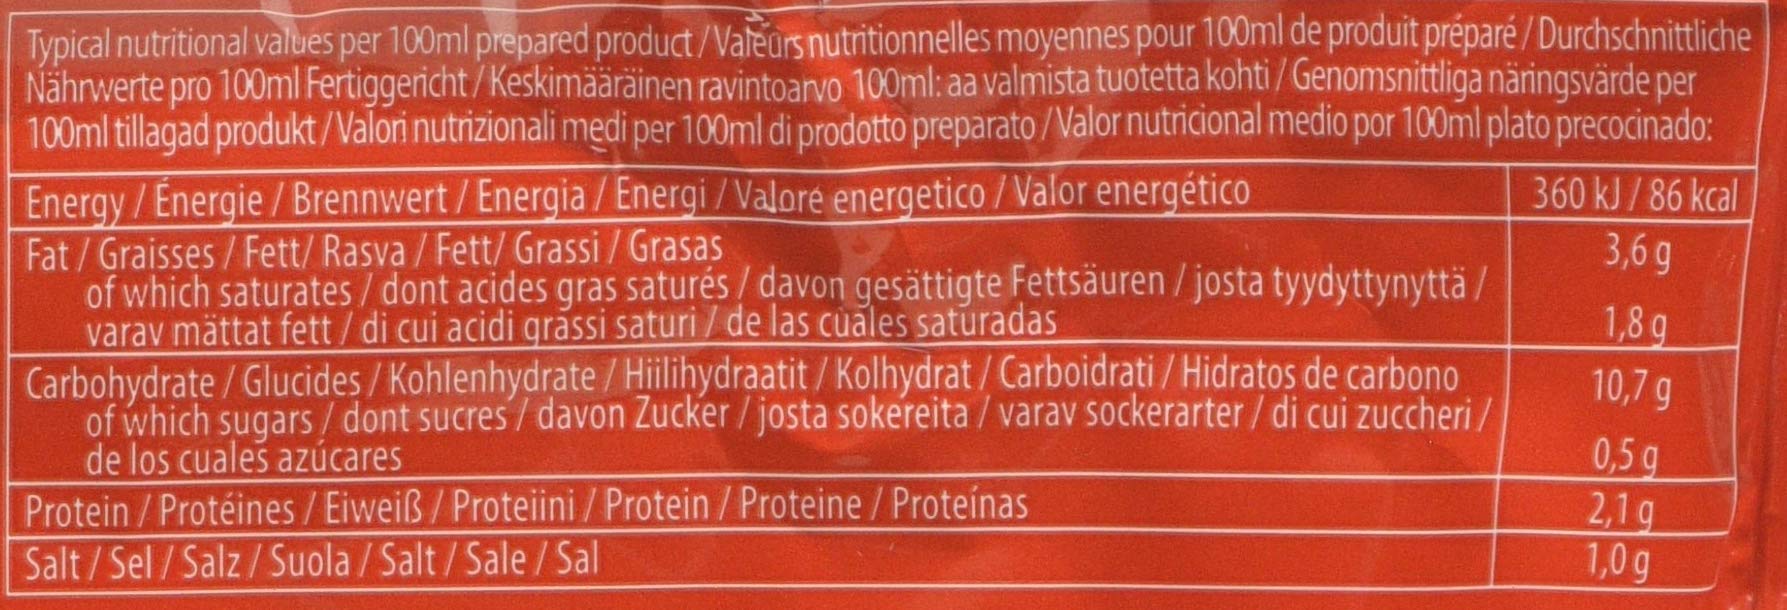 Typical nutritional values per 100ml prepared product / Valeurs nutritionnelles moyennes pour 100ml de produit préparé / Durchschnittliche
Nährwerte pro 100ml Fertiggericht / Keskimääräinen ravintoarvo 100ml: aa valmista tuotetta kohti / Genomsnittliga näringsvärde per
100ml tillagad produkt / Valori nutrizionali medi per 100ml di prodotto preparato / Valor nutricional medio por 100ml plato precocinado:
Energy / Énergie / Brennwert / Energia / Energi / Valore energetico / Valor energético 360 kJ / 86 kcal
Fat / Graisses / Fett/ Rasva / Fett/ Grassi / Grasas 3,6 g
of which saturates / dont acides gras saturés / davon gesättigte Fettsäuren / josta tyydyttynyttä /
varav mättat fett / di cui acidi grassi saturi / de las cuales saturadas 1,8 g
Carbohydrate / Glucides / Kohlenhydrate / Hiilihydraatit / Kolhydrat / Carboidrati / Hidratos de carbono 10,7 g
of which sugars / dont sucres / davon Zucker / josta sokereita / varav sockerarter / di cui zuccheri /
de los cuales azúcares 0,5 g
Protein / Protéines / Eiweiß / Proteiini / Protein / Proteine / Proteínas 2,1 g
Salt / Sel / Salz / Suola / Salt / Sale / Sal 1,0 g